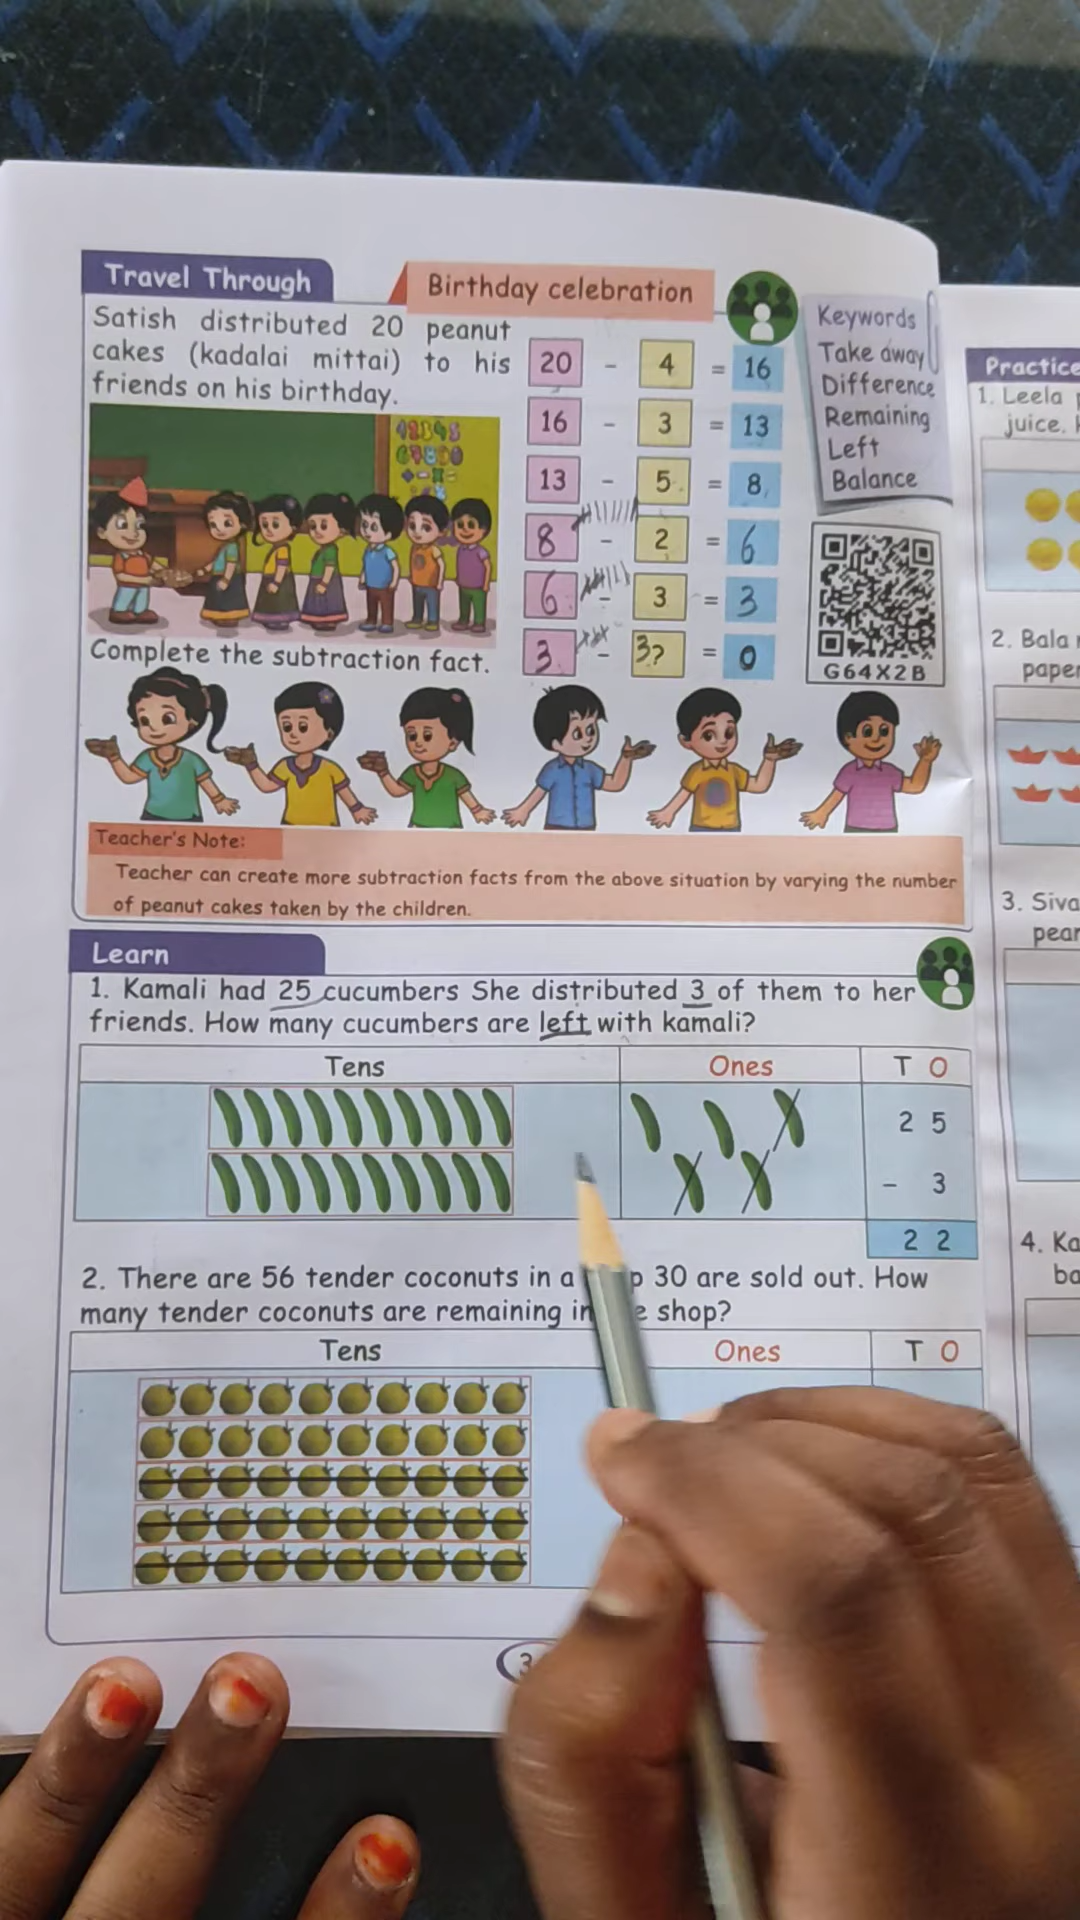 Travel Through
Birthday celebration
Satish distributed 20 peanut
cakes (kadalai mittai) to his
friends on his birthday.
20 - 4 = 16
16 - 3 = 13
13 - 5 = 8
8 - 2 = 6
6 - 3 = 3
3 - 3? = 0
Complete the subtraction fact.
Keywords
Take away
Difference
Remaining
Left
Balance
G64X2B
Teacher's Note:
Teacher can create more subtraction facts from the above situation by varying the number
of peanut cakes taken by the children.
Learn
1. Kamali had 25 cucumbers She distributed 3 of them to her
friends. How many cucumbers are left with kamali?
Tens Ones T O
2 5
- 3
2 2
2. There are 56 tender coconuts in a 30 are sold out. How
many tender coconuts are remaining in shop?
Tens Ones T O
Practice
1. Leela
juice.
2. Bala
3. Siva
4.